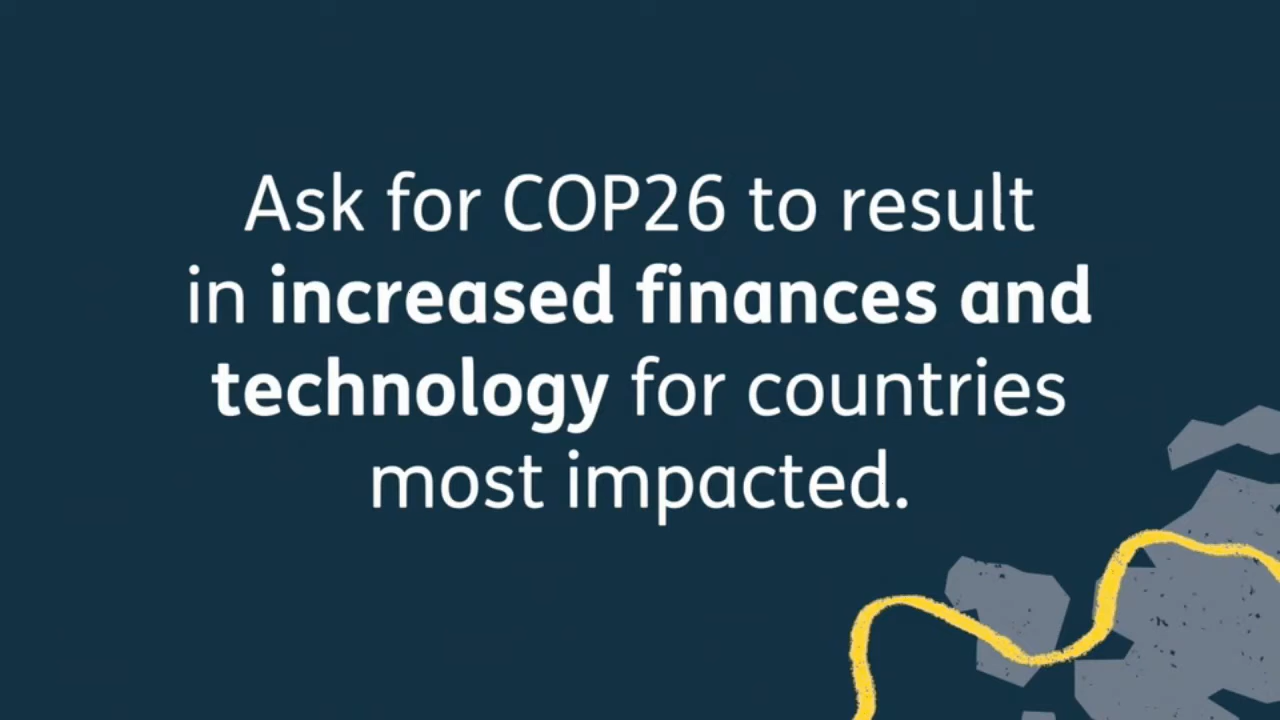 Ask for COP26 to result
in increased finances and
technology for countries
most impacted.